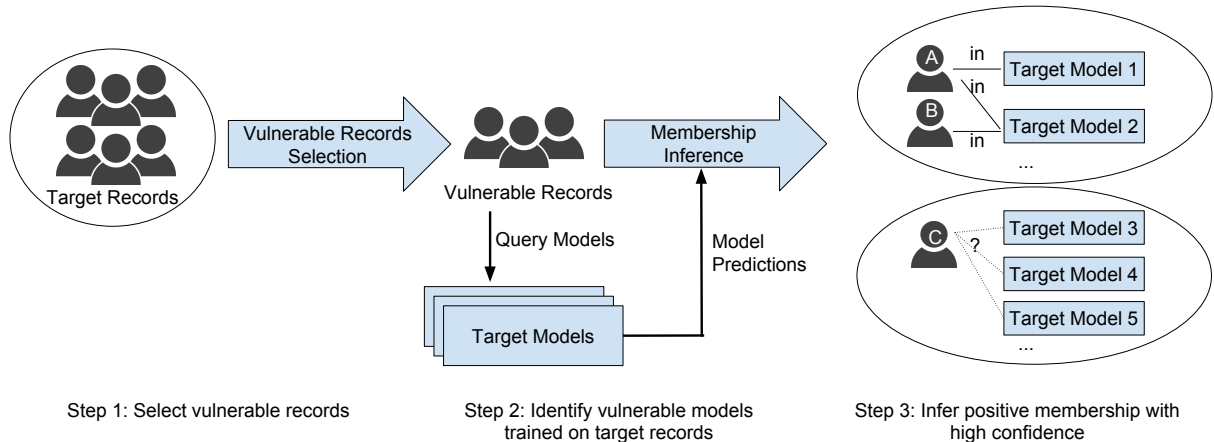 Target Records
Vulnerable Records
Selection
Vulnerable Records
Query Models
Target Models
Membership
Inference
Model
Predictions
A
in
Target Model 1
in
B
in
Target Model 2
...
C
?
Target Model 3
Target Model 4
Target Model 5
...
Step 1: Select vulnerable records
Step 2: Identify vulnerable models
trained on target records
Step 3: Infer positive membership with
high confidence